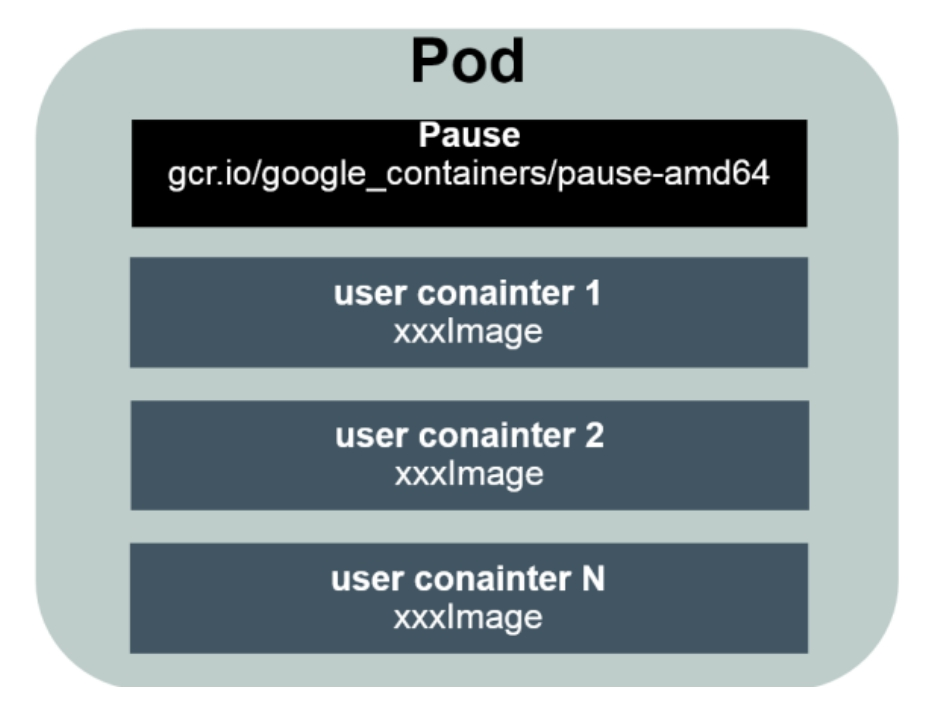 Pod
Pause
gcr.io/google_containers/pause-amd64
user conainter 1
xxxImage
user conainter 2
xxxImage
user conainter N
xxxImage